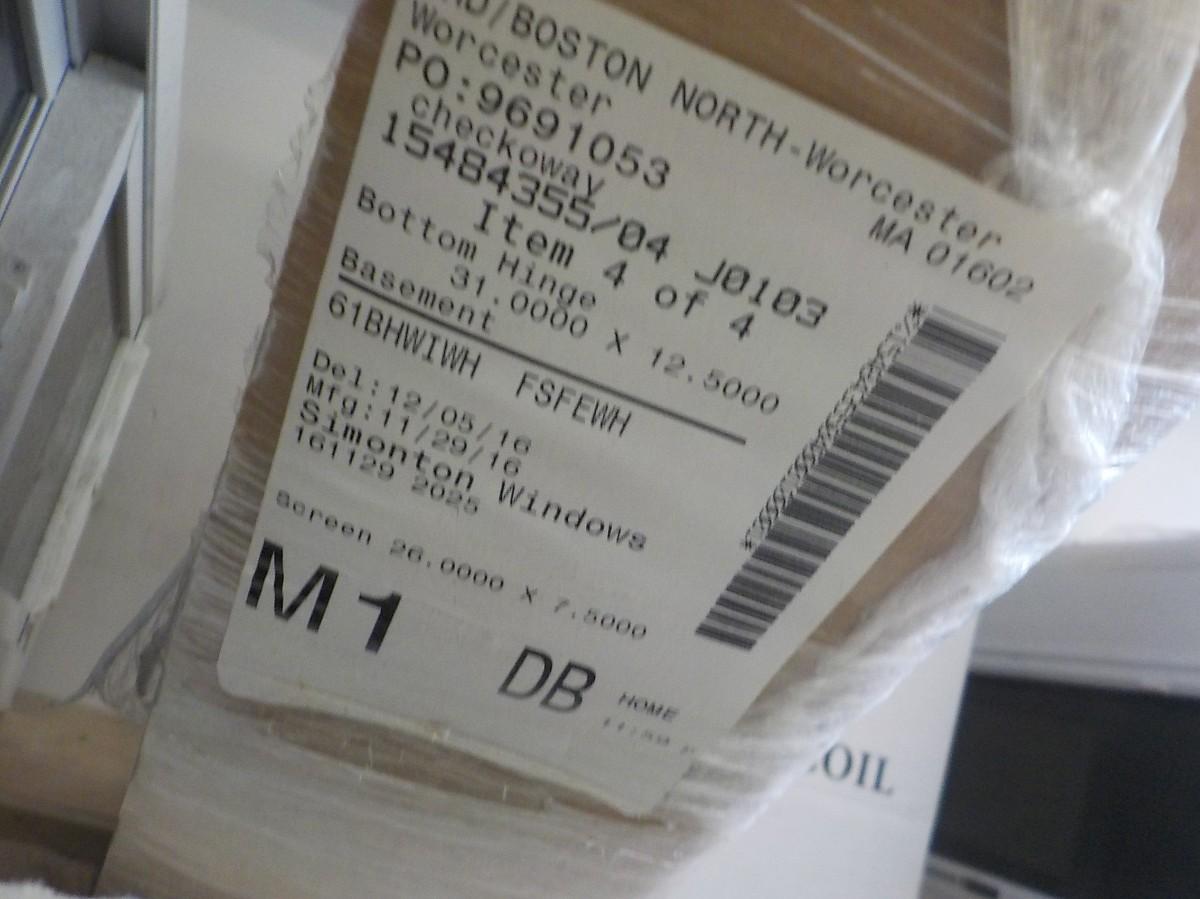 /BOSTON NORTH-Worcester
Worcester MA 01602
PO:9691053
checkoway
15484355/04 J0103
Item 4 of 4
Bottom Hinge
31.0000 X 12.5000
Basement
61BHWIWH FSFEWH
Del:12/05/16
Mfg:11/29/16
Simonton Windows
161129 2025
Screen 26.0000 X 7.5000
M1
DB
HOME
OIL